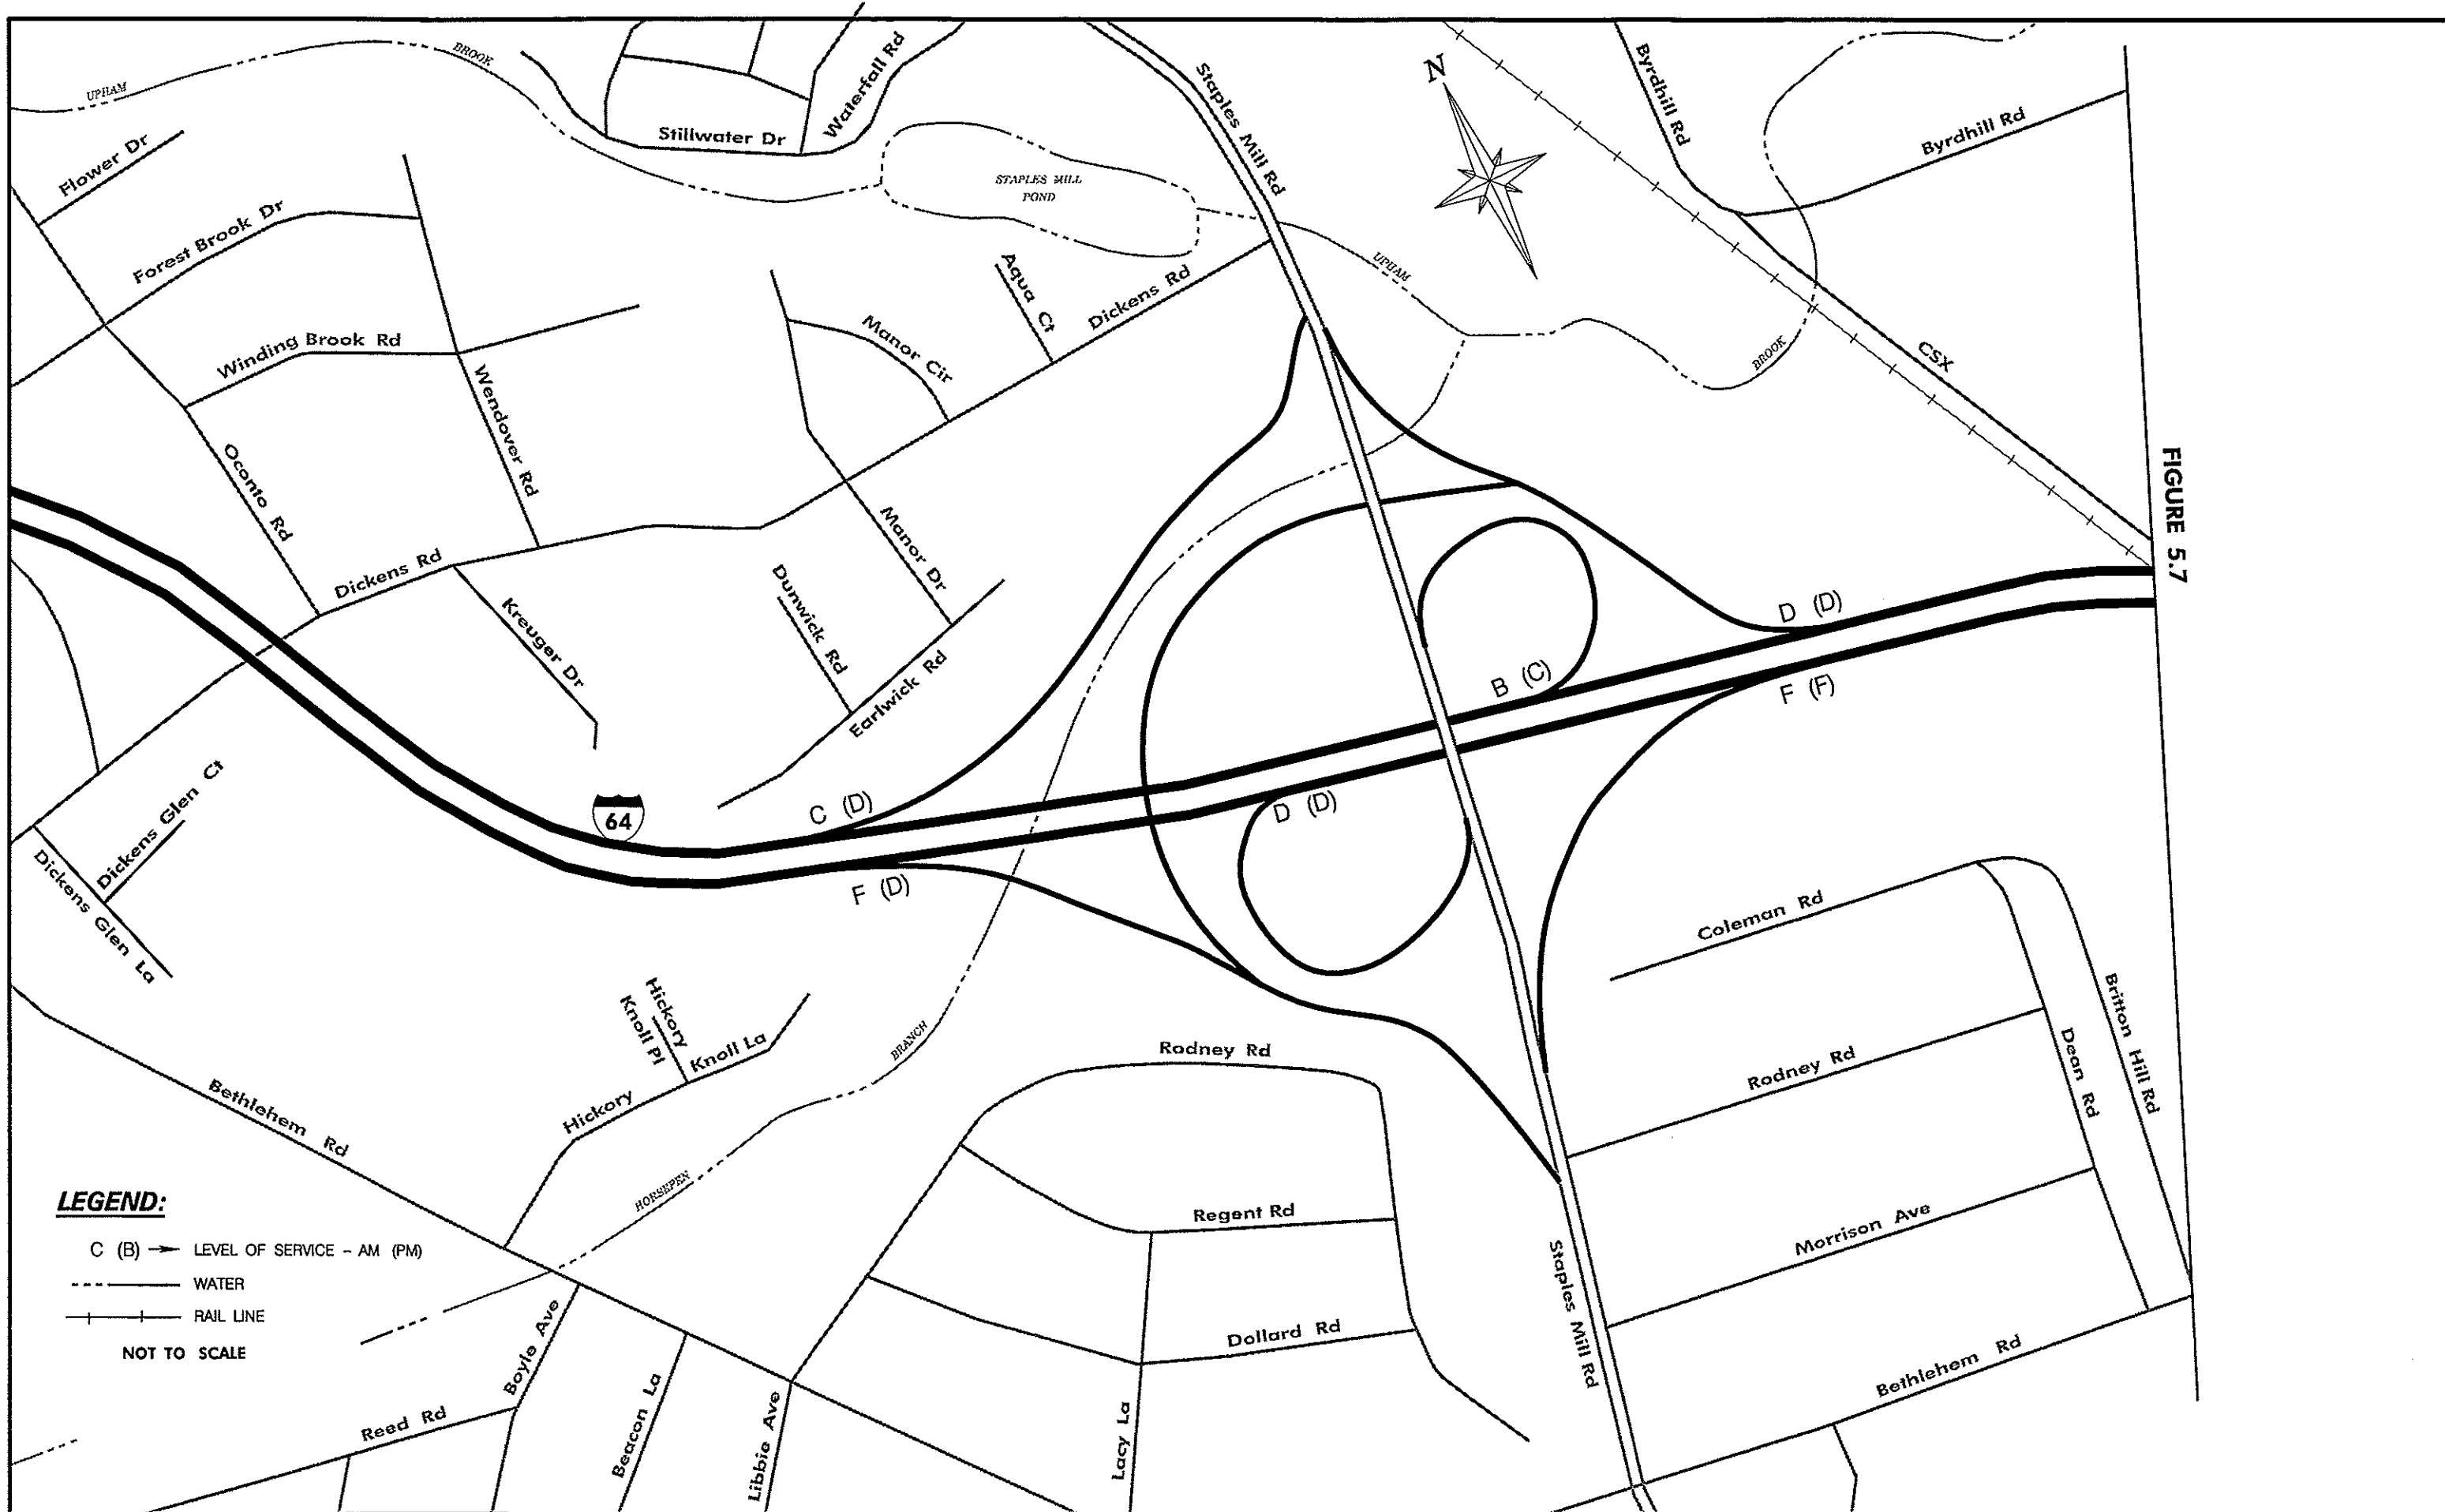 BROOK
UPHAM
Flower Dr
Forest Brook Dr
Stillwater Dr
Waterfall Rd
Staples Mill Rd
STAPLES MILL
POND
N
Byrdhill Rd
Byrdhill Rd
Aqua Ct
Dickens Rd
UPHAM
BROOK
CSX
Winding Brook Rd
Manor Cir
Wendover Rd
Oconto Rd
Manor Dr
Dickens Rd
Kreuger Dr
Dunwick Rd
Earlwick Rd
FIGURE 5.7
D (D)
B (C)
F (F)
C (D)
D (D)
F (D)
64
Dickens Glen Ct
Dickens Glen La
Coleman Rd
Britton Hill Rd
Dean Rd
Rodney Rd
Hickory
Knoll Pl
Hickory
Knoll La
BRANCH
Rodney Rd
Bethlehem Rd
HORSEPEN
Regent Rd
Morrison Ave
Staples Mill Rd
Dollard Rd
Bethlehem Rd
LEGEND:
C (B) LEVEL OF SERVICE - AM (PM)
WATER
RAIL LINE
NOT TO SCALE
Boyle Ave
Reed Rd
Beacon La
Libbie Ave
Lacy La